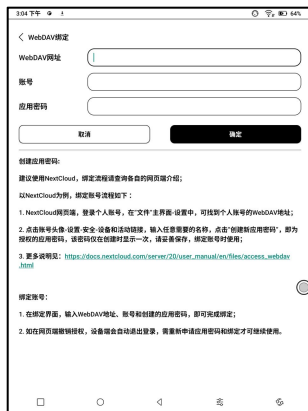 3:04 下午
64%
WebDAV绑定
WebDAV网址
账号
应用密码
取消
确定
创建应用密码:
建议使用NextCloud，绑定流程请查询各自的网页端介绍；
以NextCloud为例，绑定账号流程如下：
1. NextCloud网页端，登录个人账号，在"文件"主界面-设置中，可找到个人账号的WebDAV地址；
2. 点击账号头像-设置-安全-设备和活动链接，输入任意需要的名称，点击"创建新应用密码"，即为
授权的应用密码，该密码仅在创建时显示一次，请妥善保存，绑定账号时使用；
3. 更多说明见：https://docs.nextcloud.com/server/20/user_manual/en/files/access_webdav
.html
绑定账号：
1. 在绑定界面，输入WebDAV地址、账号和创建的应用密码，即可完成绑定；
2. 如在网页端撤销授权，设备端会自动退出登录，需重新申请应用密码和绑定才可继续使用。